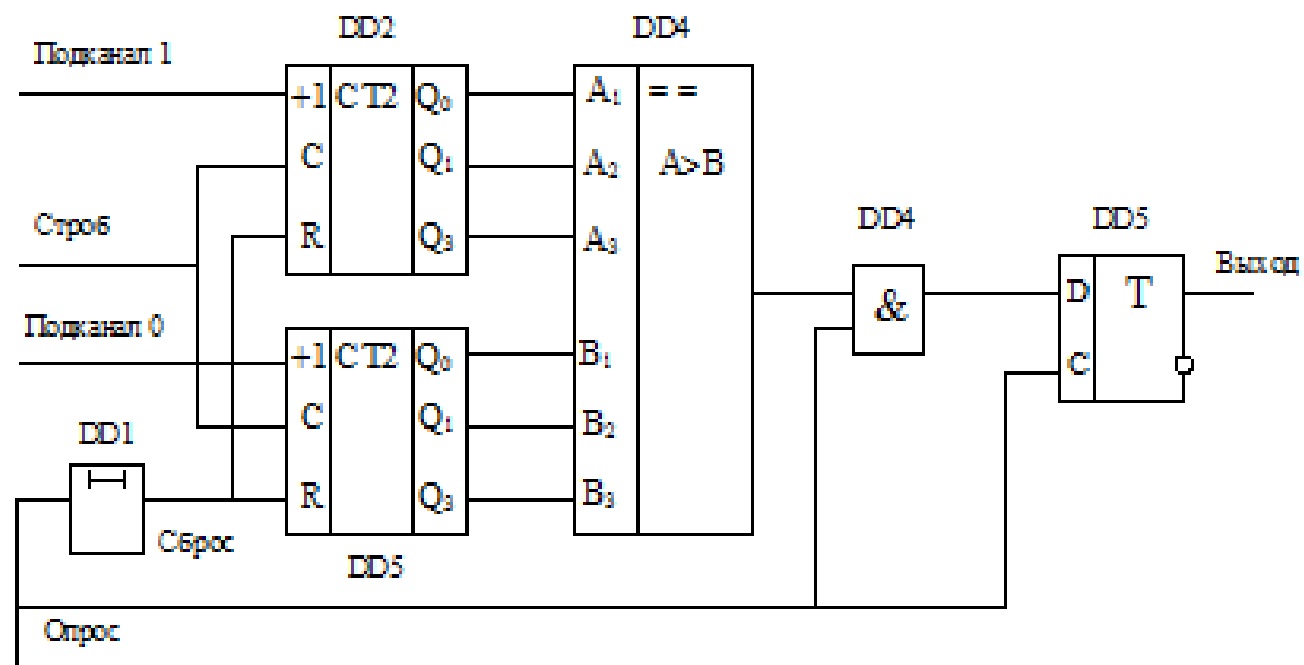 DD2
DD4
Подканал 1
+1 CT2 Q₀
C Q₁
R Q₃
A₁ = =
A₂ A>B
A₃
Строб
DD4
DD5
&
D T
C
Выход
Подканал 0
+1 CT2 Q₀
C Q₁
R Q₃
B₁
B₂
B₃
DD1
Сброс
DD5
Опрос